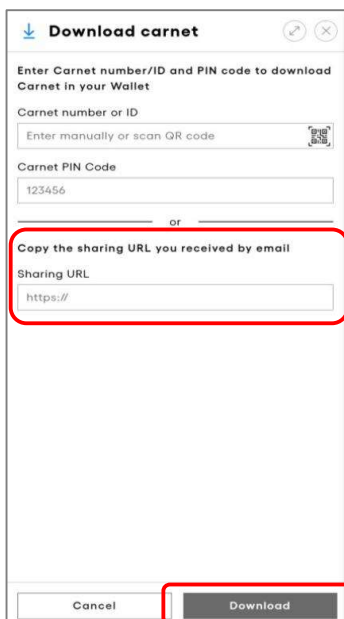 Download carnet
Enter Carnet number/ID and PIN code to download
Carnet in your Wallet
Carnet number or ID
Enter manually or scan QR code
Carnet PIN Code
123456
or
Copy the sharing URL you received by email
Sharing URL
https://
Cancel
Download